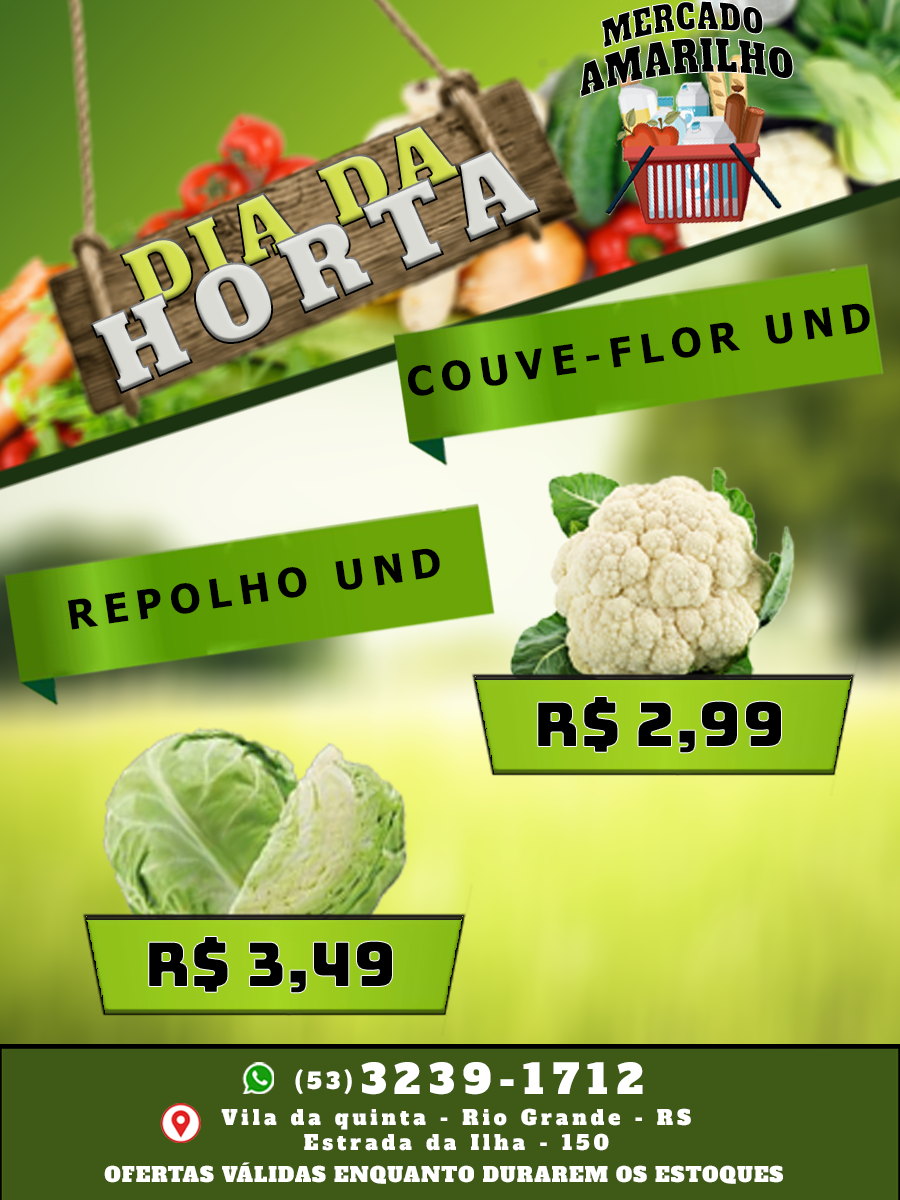 MERCADO
AMARILHO
DIA DA
HORTA
COUVE-FLOR UND
REPOLHO UND
R$ 2,99
R$ 3,49
(53) 3239-1712
Vila da quinta - Rio Grande - RS
Estrada da Ilha - 150
OFERTAS VÁLIDAS ENQUANTO DURAREM OS ESTOQUES